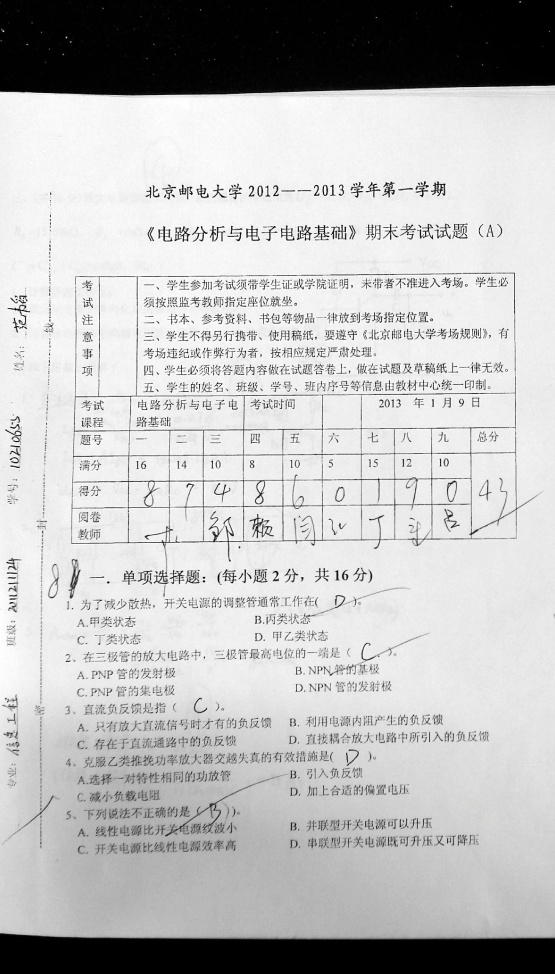 北京邮电大学2012——2013学年第一学期
《电路分析与电子电路基础》期末考试试题（A）
考试注意事项
一、学生参加考试须带学生证或学院证明，未带者不准进入考场。学生必
须按照监考教师指定座位就坐。
二、书本、参考资料、书包等物品一律放到考场指定位置。
三、学生不得另行携带、使用稿纸，要遵守《北京邮电大学考场规则》，有
考场违纪或作弊行为者，按相应规定严肃处理。
四、学生必须将答题内容做在试题答卷上，做在试题及草稿纸上一律无效。
五、学生的姓名、班级、学号、班内序号等信息由教材中心统一印制。
考试课程 电路分析与电子电路基础 考试时间 2013 年 1 月 9 日
题号 一 二 三 四 五 六 七 八 九 总分
满分 16 14 10 8 10 5 15 12 10
得分 8 7 4 8 6 0 1 9 0 43
阅卷教师 邹 赖 闫 丁 吕
8 一．单项选择题：(每小题 2 分，共 16 分)
1. 为了减少散热，开关电源的调整管通常工作在( D )。
A.甲类状态 B.丙类状态
C. 丁类状态 D. 甲乙类状态
2、在三极管的放大电路中，三极管最高电位的一端是（ C ）。
A. PNP 管的发射极 B. NPN 管的基极
C. PNP 管的集电极 D. NPN 管的发射极
3、直流负反馈是指（ C ）。
A. 只有放大直流信号时才有的负反馈 B. 利用电源内阻产生的负反馈
C. 存在于直流通路中的负反馈 D. 直接耦合放大电路中所引入的负反馈
4、克服乙类推挽功率放大器交越失真的有效措施是( D )。
A.选择一对特性相同的功放管 B. 引入负反馈
C. 减小负载电阻 D. 加上合适的偏置电压
5、下列说法不正确的是（ B ）。
A. 线性电源比开关电源纹波小 B. 并联型开关电源可以升压
C. 开关电源比线性电源效率高 D. 串联型开关电源既可升压又可降压
姓名：
学号：10210653
班级：2011211124
专业：信息工程
线
封
密